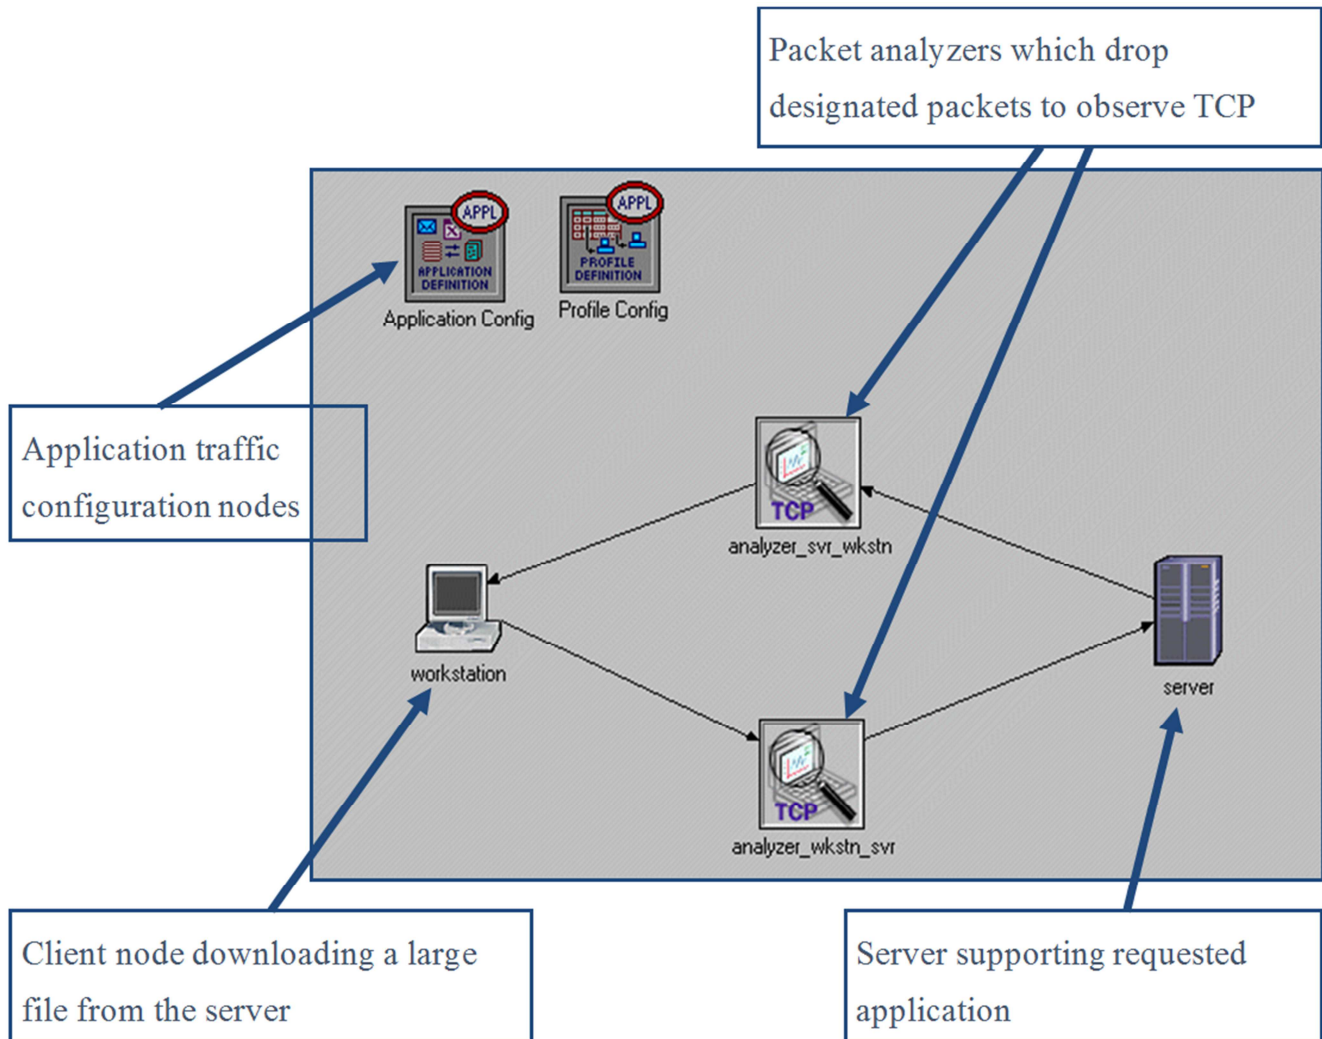 Packet analyzers which drop
designated packets to observe TCP
APPL
APPLICATION
DEFINITION
Application Config
APPL
PROFILE
DEFINITION
Profile Config
Application traffic
configuration nodes
TCP
analyzer_svr_wkstn
workstation
server
TCP
analyzer_wkstn_svr
Client node downloading a large
file from the server
Server supporting requested
application